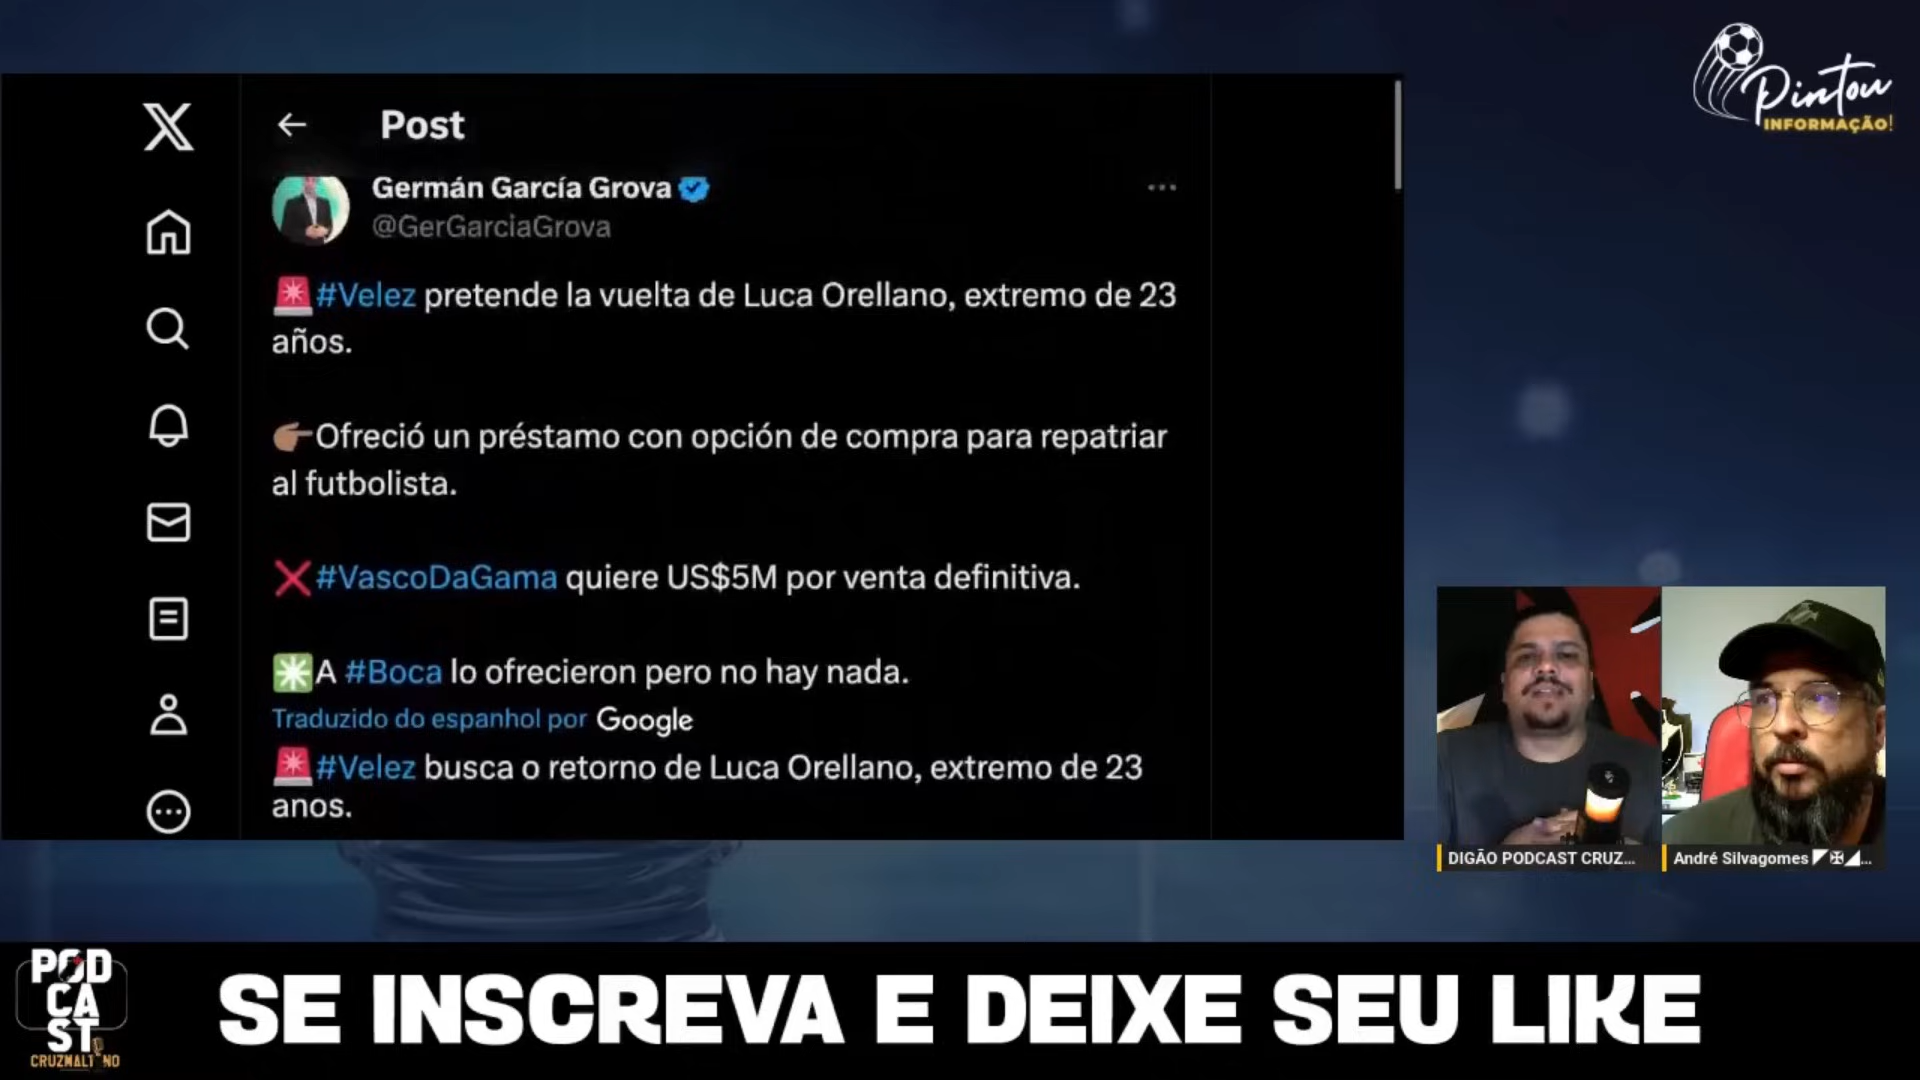 Pintou
INFORMAÇÃO!
Post
Germán García Grova
@GerGarciaGrova
#Velez pretende la vuelta de Luca Orellano, extremo de 23
años.
Ofreció un préstamo con opción de compra para repatriar
al futbolista.
#VascoDaGama quiere US$5M por venta definitiva.
A #Boca lo ofrecieron pero no hay nada.
Traduzido do espanhol por Google
#Velez busca o retorno de Luca Orellano, extremo de 23
anos.
DIGÃO PODCAST CRUZ...
André Silvagomes ...
PODCAST
CRUZMALTINO
SE INSCREVA E DEIXE SEU LIKE